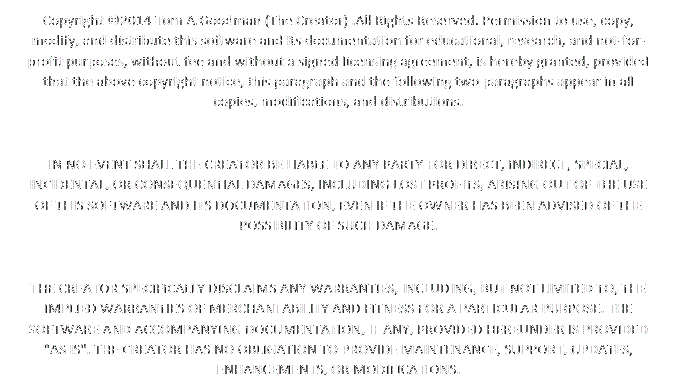 Copyright ©2014 Tom A.Goodman (The Creator) .All Rights Reserved. Permission to use, copy,
modify, and distribute this software and its documentation for educational, research, and not-for-
profit purposes, without fee and without a signed licensing agreement, is hereby granted, provided
that the above copyright notice, this paragraph and the following two paragraphs appear in all
copies, modifications, and distributions.
IN NO EVENT SHALL THE CREATOR BE LIABLE TO ANY PARTY FOR DIRECT, INDIRECT, SPECIAL,
INCIDENTAL, OR CONSEQUENTIAL DAMAGES, INCLUDING LOST PROFITS, ARISING OUT OF THE USE
OF THIS SOFTWARE AND ITS DOCUMENTATION, EVEN IF THE OWNER HAS BEEN ADVISED OF THE
POSSIBILITY OF SUCH DAMAGE.
THE CREATOR SPECIFICALLY DISCLAIMS ANY WARRANTIES, INCLUDING, BUT NOT LIMITED TO, THE
IMPLIED WARRANTIES OF MERCHANTABILITY AND FITNESS FOR A PARTICULAR PURPOSE. THE
SOFTWARE AND ACCOMPANYING DOCUMENTATION, IF ANY, PROVIDED HEREUNDER IS PROVIDED
"AS IS". THE CREATOR HAS NO OBLIGATION TO PROVIDE MAINTENANCE, SUPPORT, UPDATES,
ENHANCEMENTS, OR MODIFICATIONS.